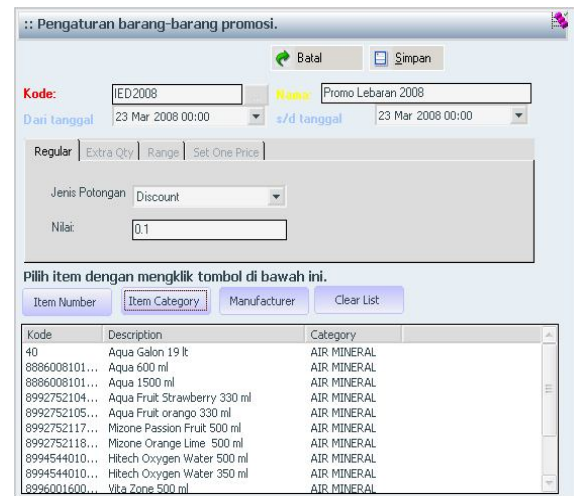 :: Pengaturan barang-barang promosi.
Batal Simpan
Kode: IED2008 Nama: Promo Lebaran 2008
Dari tanggal 23 Mar 2008 00:00 s/d tanggal 23 Mar 2008 00:00
Regular Extra Qty Range Set One Price
Jenis Potongan Discount
Nilai: 0.1
Pilih item dengan mengklik tombol di bawah ini.
Item Number Item Category Manufacturer Clear List
Kode Description Category
40 Aqua Galon 19 lt AIR MINERAL
8886008101... Aqua 600 ml AIR MINERAL
8886008101... Aqua 1500 ml AIR MINERAL
8992752104... Aqua Fruit Strawberry 330 ml AIR MINERAL
8992752105... Aqua Fruit orango 330 ml AIR MINERAL
8992752117... Mizone Passion Fruit 500 ml AIR MINERAL
8992752118... Mizone Orange Lime 500 ml AIR MINERAL
8994544010... Hitech Oxygen Water 500 ml AIR MINERAL
8994544010... Hitech Oxygen Water 350 ml AIR MINERAL
8996001600... Vita Zone 500 ml AIR MINERAL